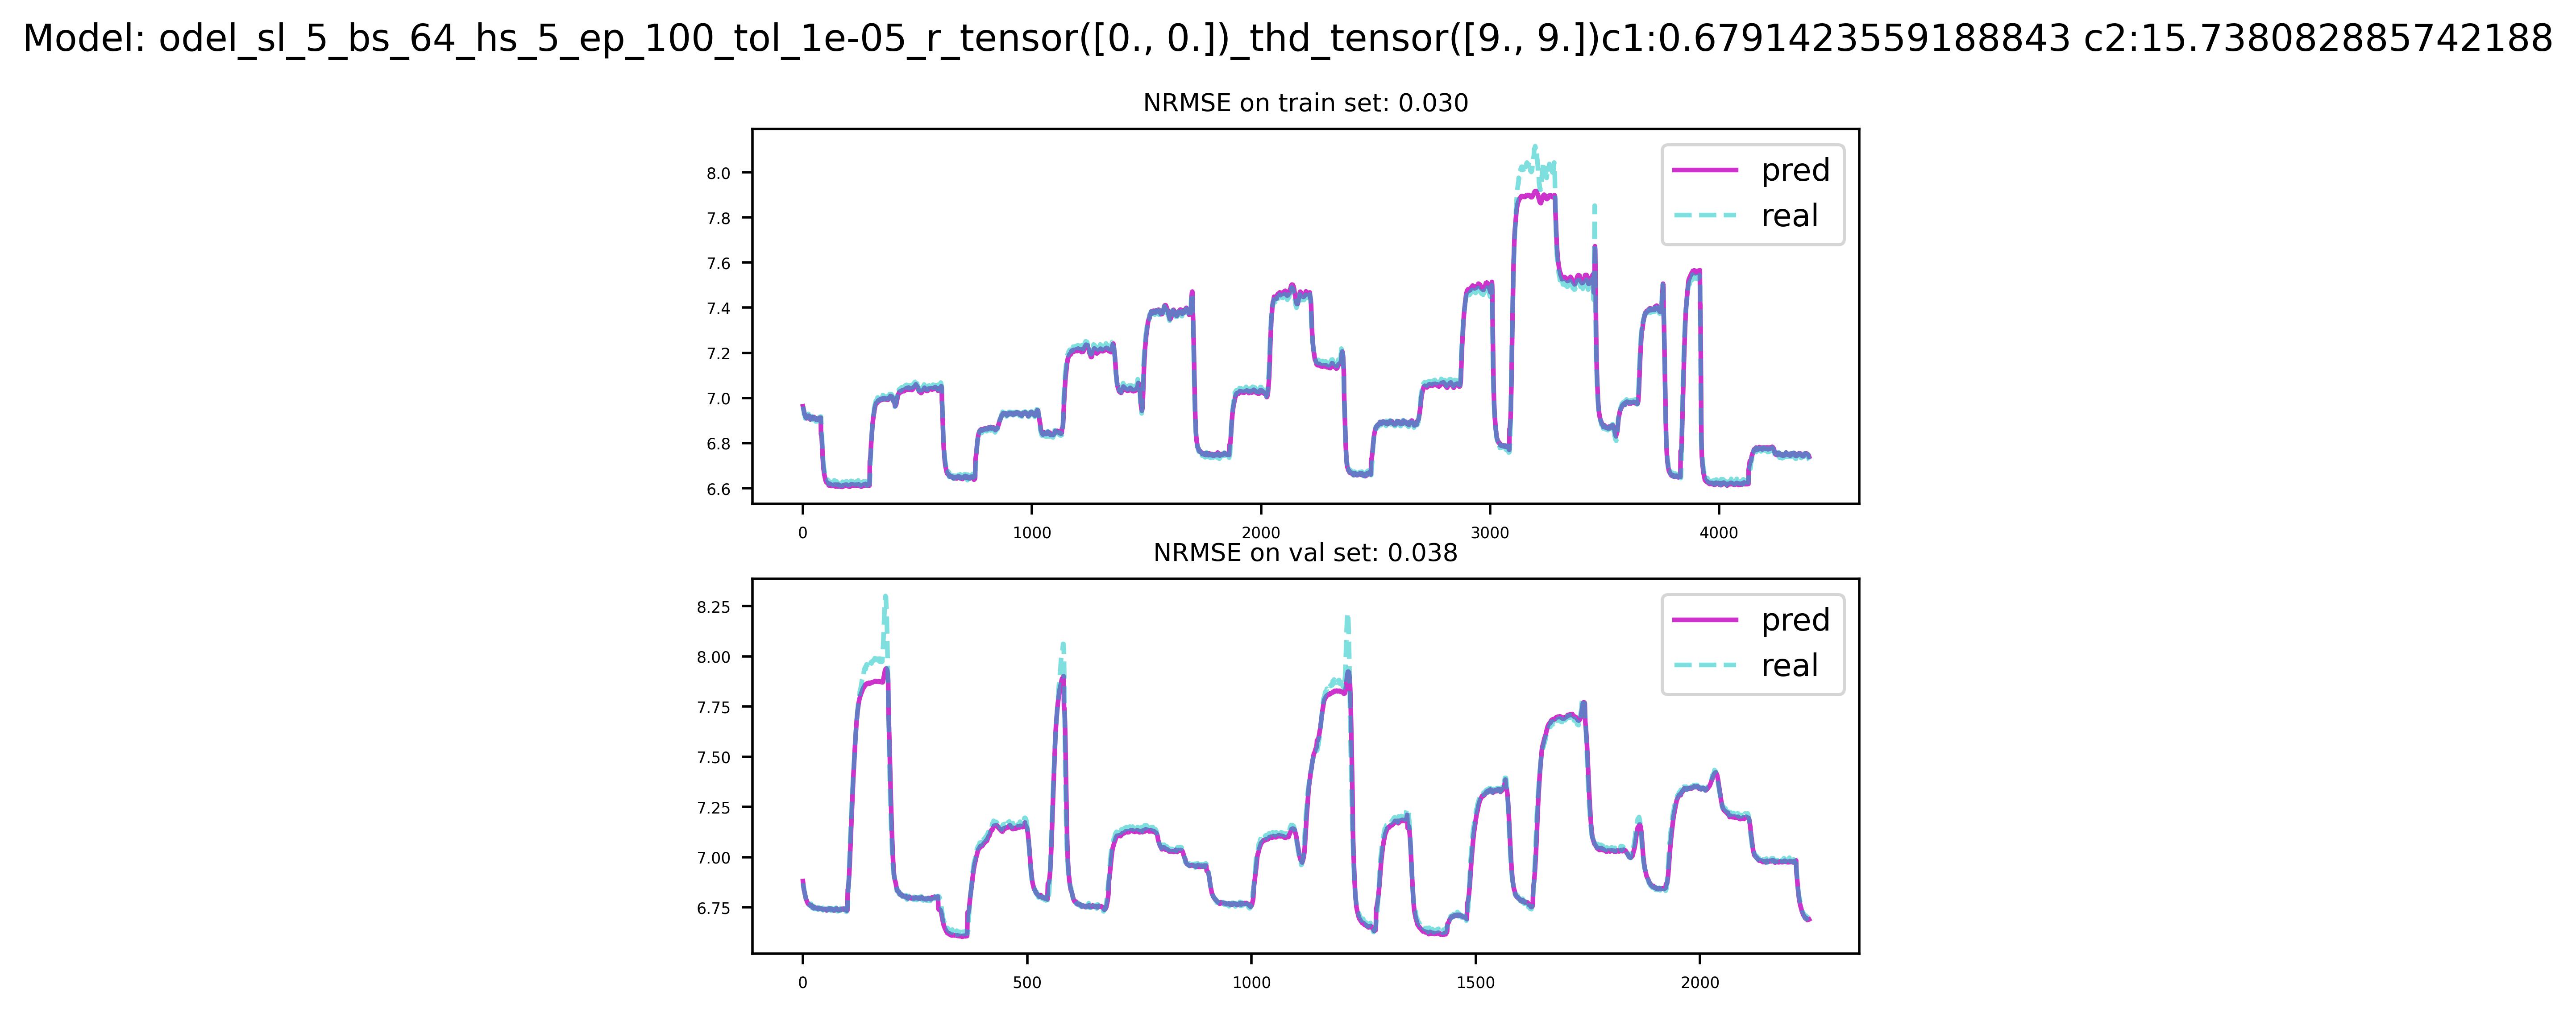 Model: odel_sl_5_bs_64_hs_5_ep_100_tol_1e-05_r_tensor([0., 0.])_thd_tensor([9., 9.])c1:0.6791423559188843 c2:15.738082885742188
NRMSE on train set: 0.030
8.0
7.8
7.6
7.4
7.2
7.0
6.8
6.6
pred
real
0 1000 2000 3000 4000
NRMSE on val set: 0.038
8.25
8.00
7.75
7.50
7.25
7.00
6.75
pred
real
0 500 1000 1500 2000